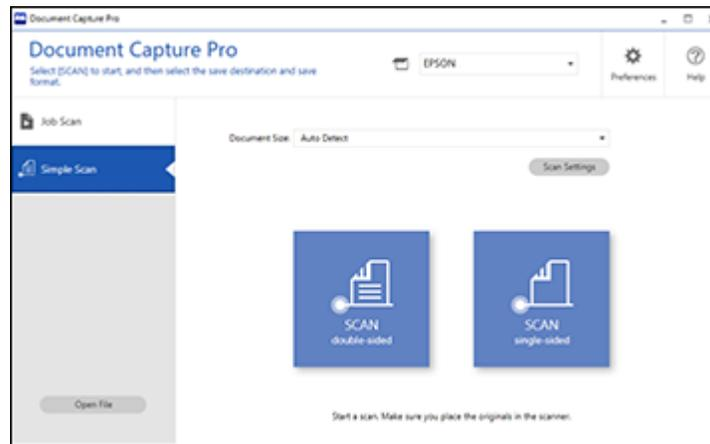 Document Capture Pro
Document Capture Pro
Select [SCAN] to start, and then select the save destination and save
format.
EPSON
Preferences
Help
Job Scan
Simple Scan
Document Size: Auto Detect
Scan Settings
SCAN
double-sided
SCAN
single-sided
Open File
Start a scan. Make sure you place the originals in the scanner.